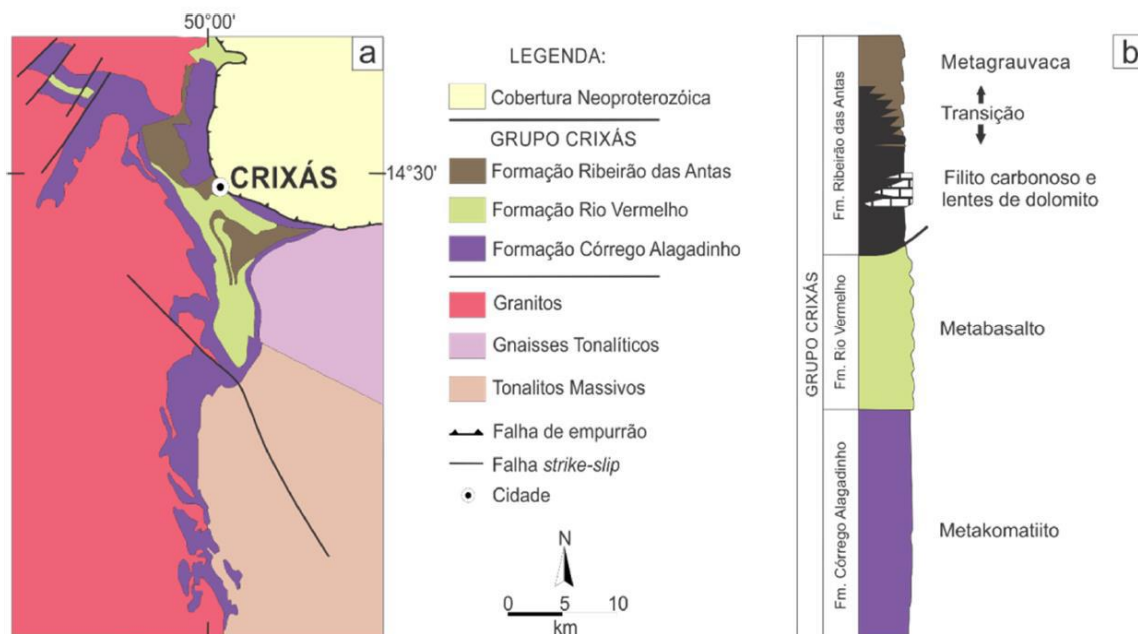 50°00'
a
14°30'
CRIXÁS
LEGENDA:
Cobertura Neoproterozóica
GRUPO CRIXÁS
Formação Ribeirão das Antas
Formação Rio Vermelho
Formação Córrego Alagadinho
Granitos
Gnaisses Tonalíticos
Tonalitos Massivos
Falha de empurrão
Falha strike-slip
Cidade
N
0 5 10
km
b
GRUPO CRIXÁS
Fm. Ribeirão das Antas
Fm. Rio Vermelho
Fm. Córrego Alagadinho
Metagrauvaca
Transição
Filito carbonoso e
lentes de dolomito
Metabasalto
Metakomatiito